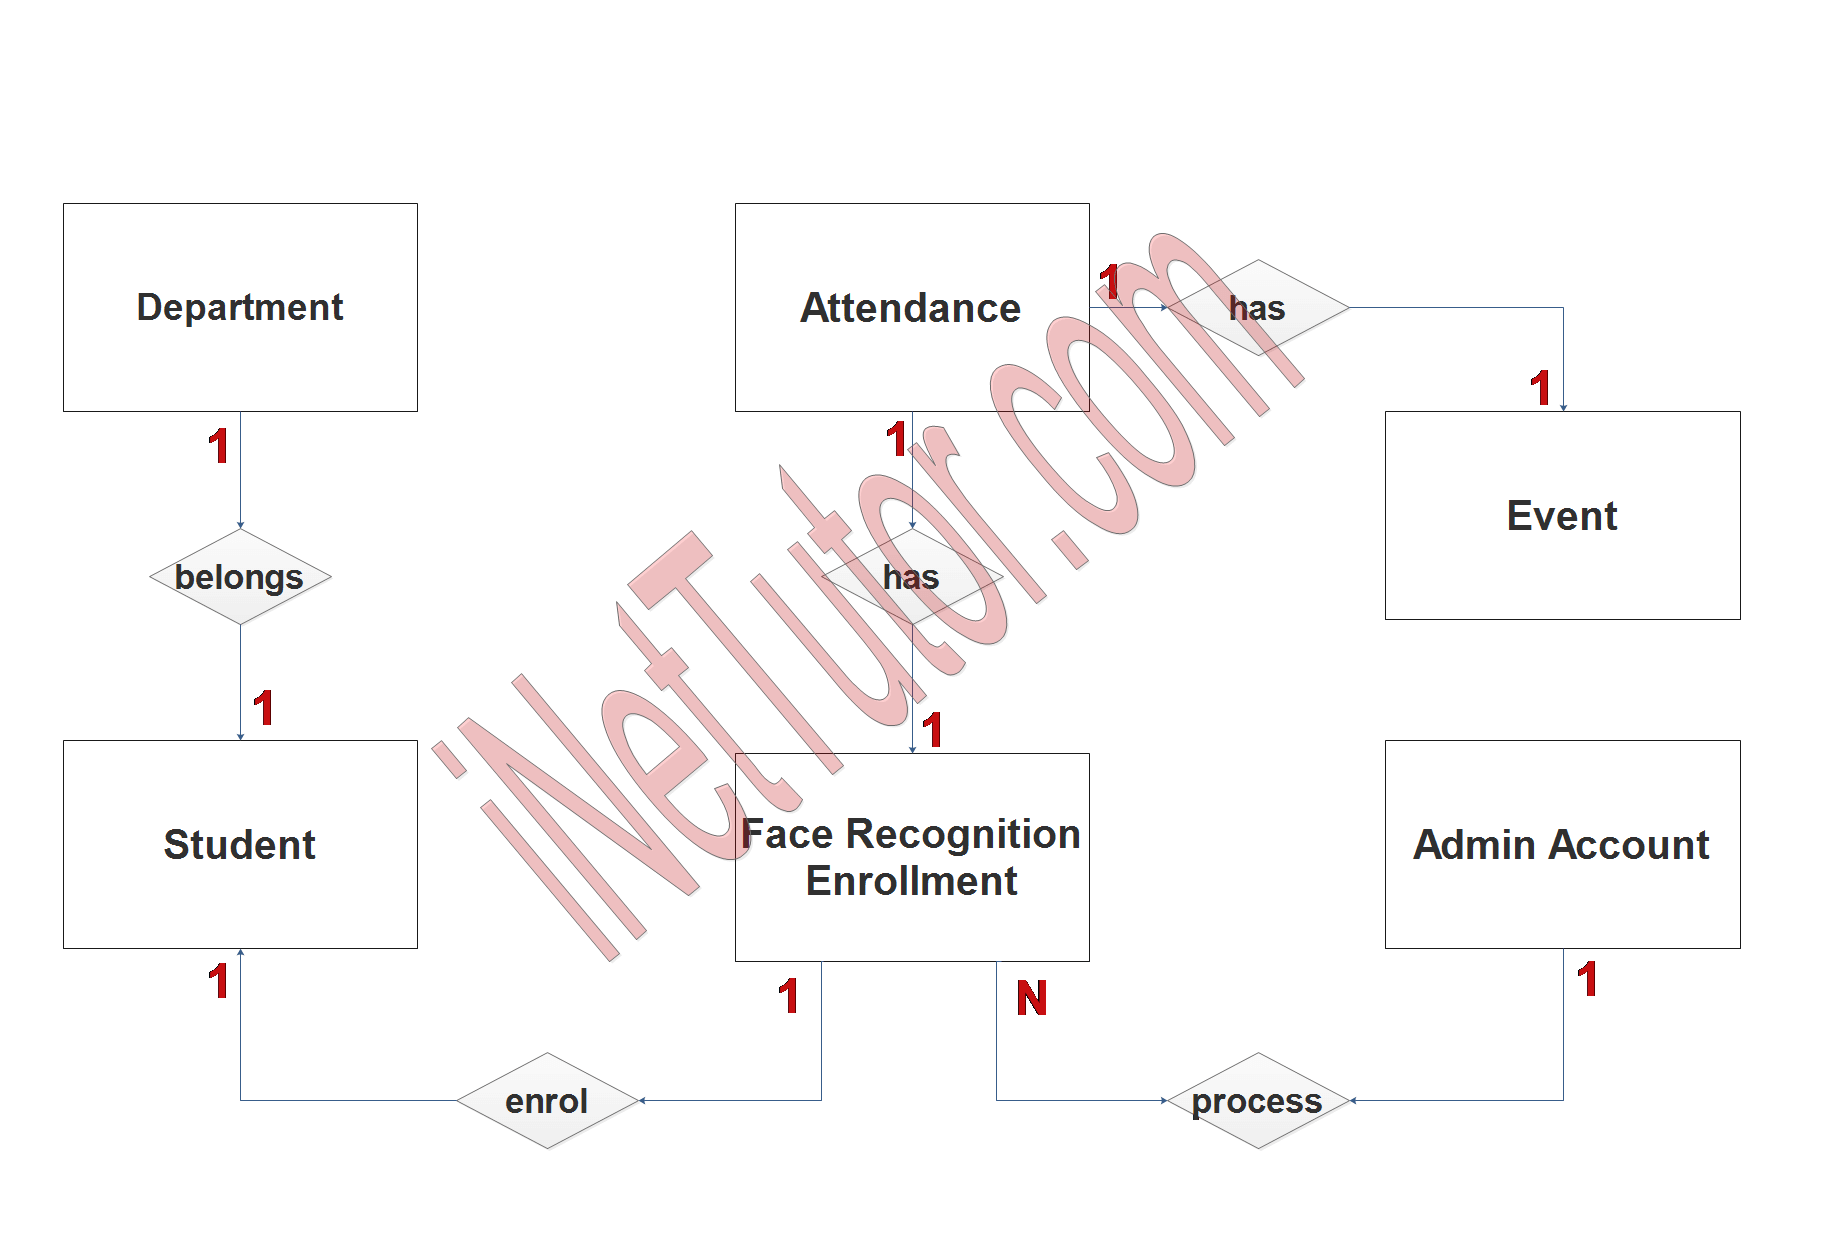 Department
Attendance
1
has
1
1
1
belongs
has
Event
1
1
Student
Face Recognition
Enrollment
Admin Account
1
1
N
1
enrol
process
iNetTutor.com